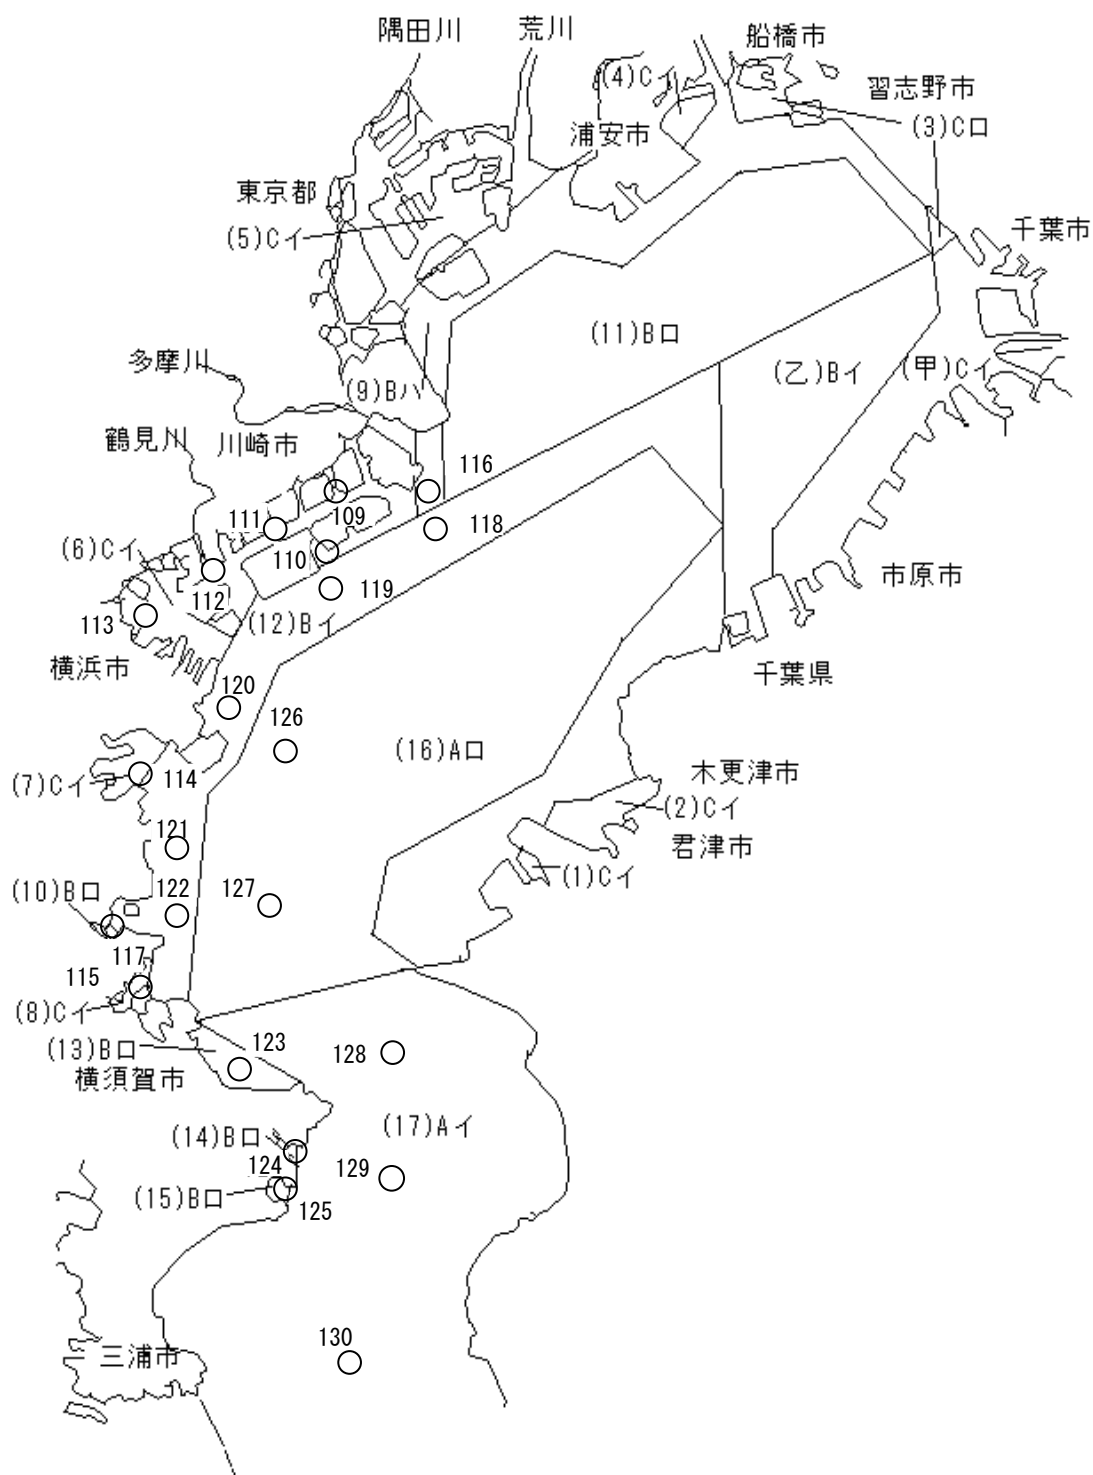 隅田川
荒川
船橋市
(4)Cイ
習志野市
(3)Cロ
浦安市
東京都
(5)Cイ
千葉市
(11)Bロ
多摩川
(乙)Bイ
(甲)Cイ
(9)Bハ
鶴見川
川崎市
116
111
109
118
(6)Cイ
110
市原市
119
112
113
(12)Bイ
横浜市
千葉県
120
126
(16)Aロ
木更津市
(7)Cイ
114
(2)Cイ
121
君津市
(1)Cイ
(10)Bロ
122
127
117
115
(8)Cイ
(13)Bロ
123
128
横須賀市
(17)Aイ
(14)Bロ
124
129
(15)Bロ
125
130
三浦市